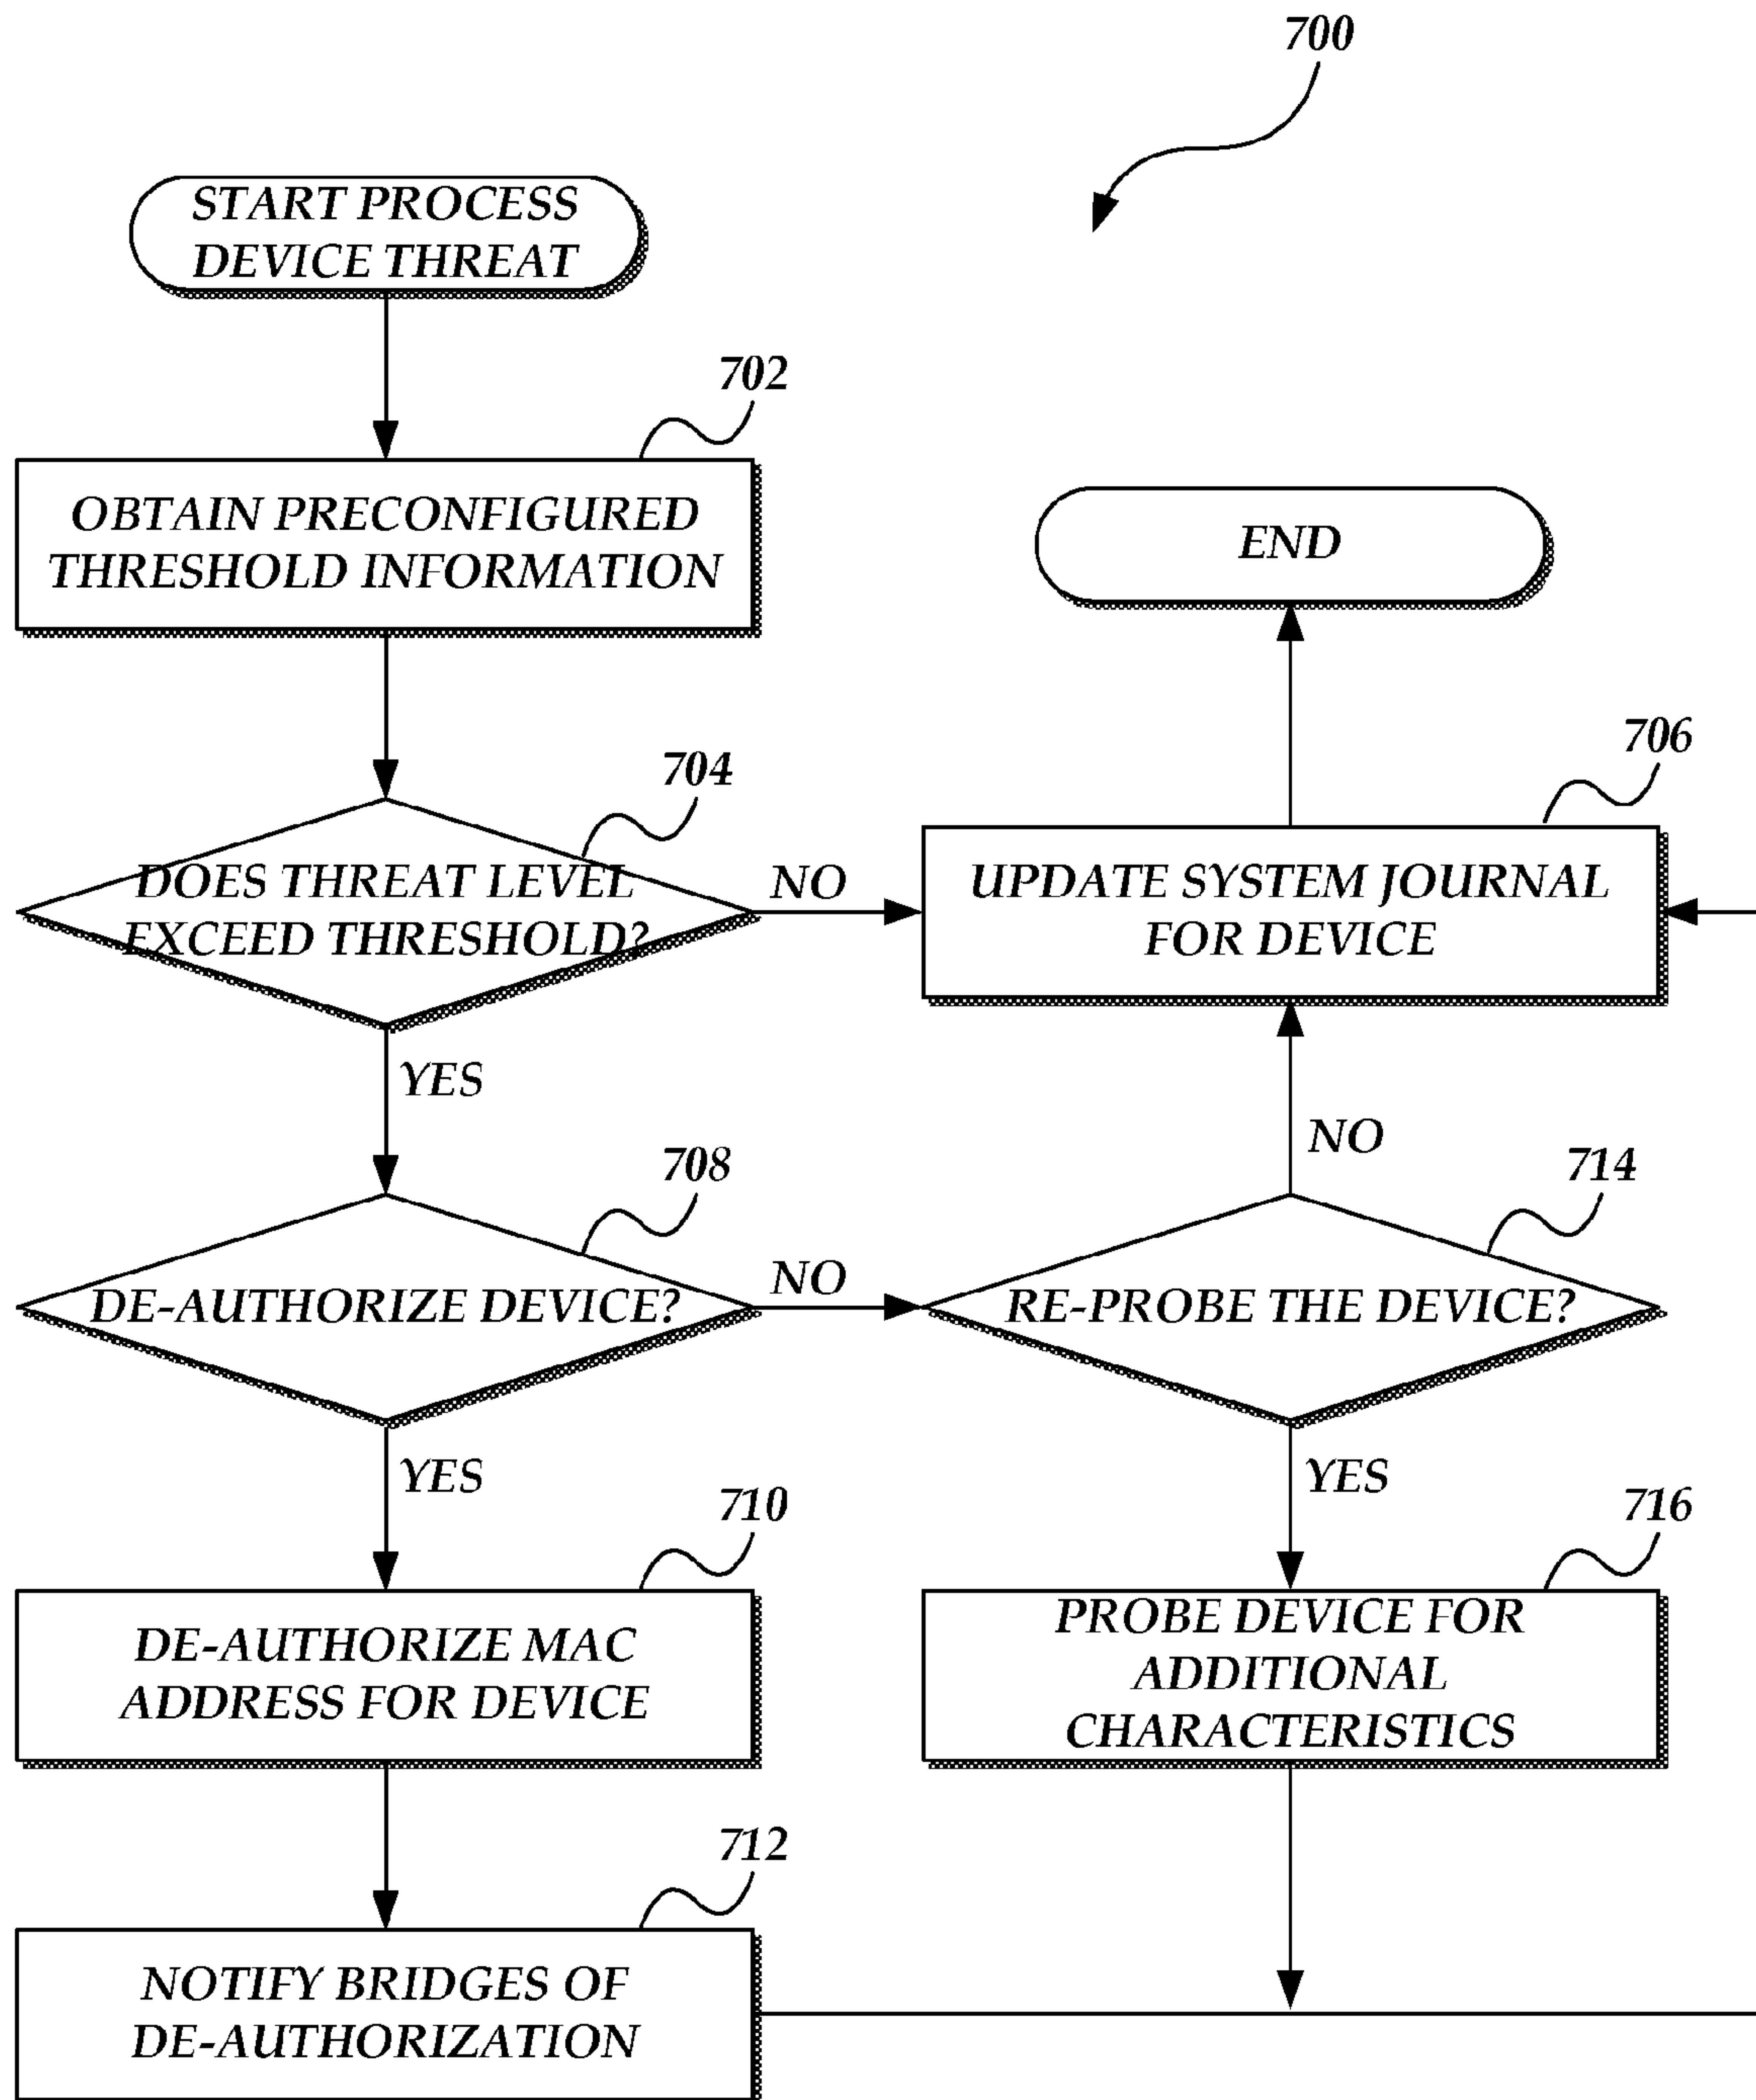 700
START PROCESS
DEVICE THREAT
702
OBTAIN PRECONFIGURED
THRESHOLD INFORMATION
END
704
DOES THREAT LEVEL
EXCEED THRESHOLD?
NO
706
UPDATE SYSTEM JOURNAL
FOR DEVICE
YES
708
DE-AUTHORIZE DEVICE?
NO
NO
714
RE-PROBE THE DEVICE?
YES
710
DE-AUTHORIZE MAC
ADDRESS FOR DEVICE
YES
716
PROBE DEVICE FOR
ADDITIONAL
CHARACTERISTICS
712
NOTIFY BRIDGES OF
DE-AUTHORIZATION